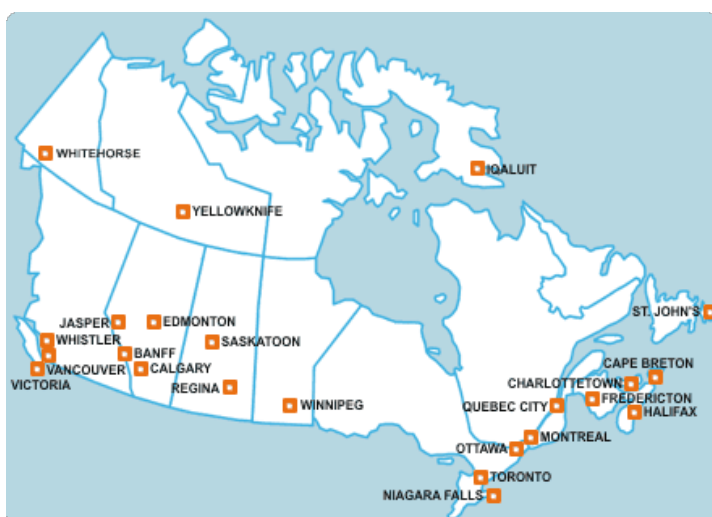 WHITEHORSE
IQALUIT
YELLOWKNIFE
ST. JOHN'S
JASPER
EDMONTON
WHISTLER
SASKATOON
BANFF
CAPE BRETON
VANCOUVER
CALGARY
VICTORIA
REGINA
CHARLOTTETOWN
FREDERICTON
WINNIPEG
QUEBEC CITY
HALIFAX
MONTREAL
OTTAWA
TORONTO
NIAGARA FALLS